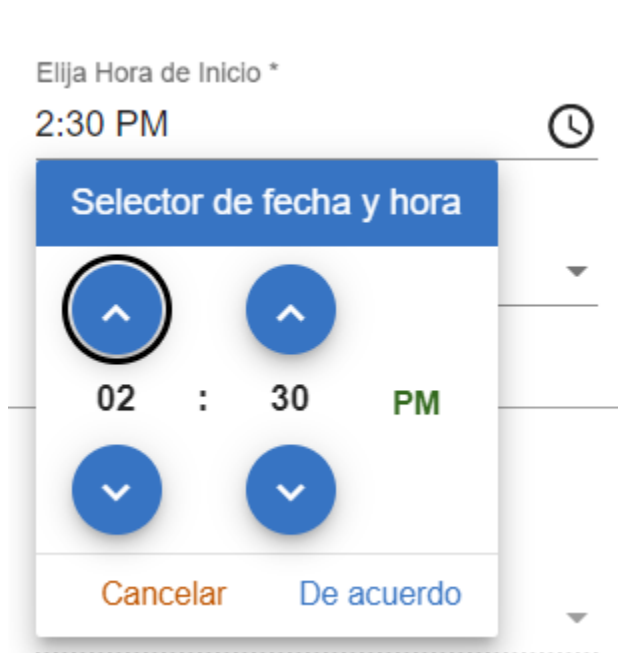 Elija Hora de Inicio *
2:30 PM
Selector de fecha y hora
02 : 30 PM
Cancelar De acuerdo